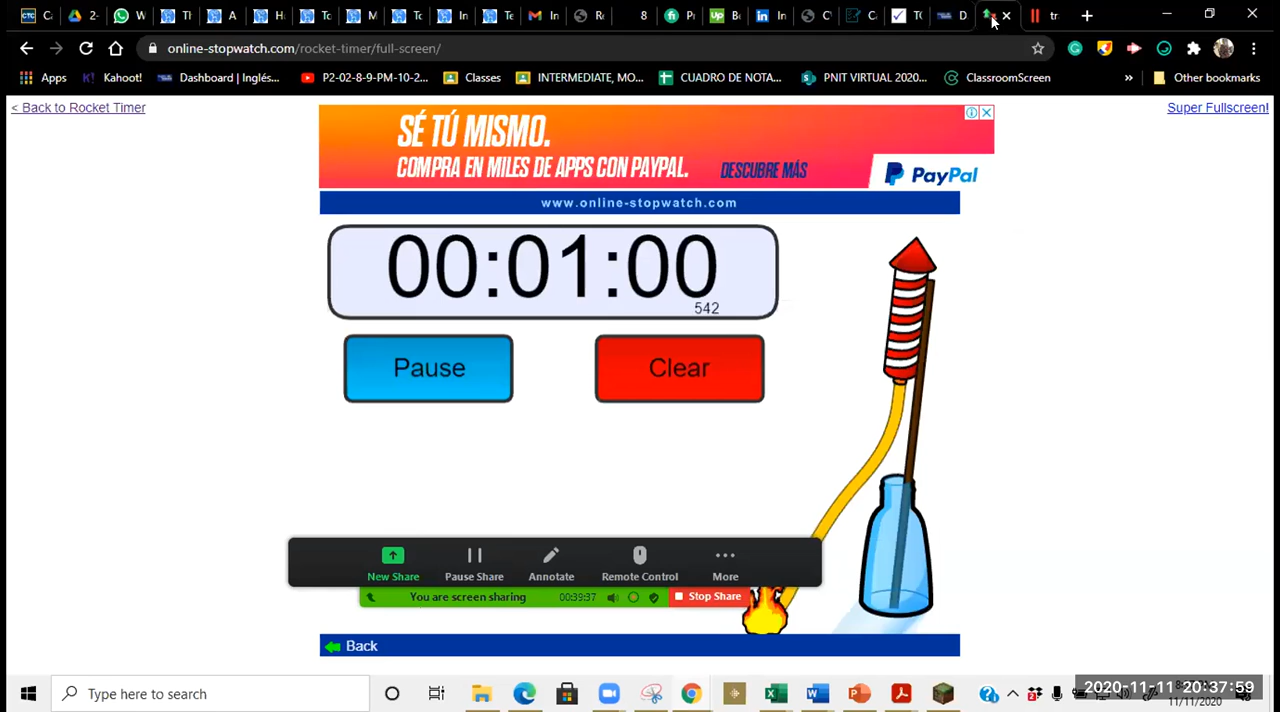 online-stopwatch.com/rocket-timer/full-screen/
Apps Kahoot! Dashboard | Inglés... P2-02-8-9-PM-10-2... Classes INTERMEDIATE, MO... CUADRO DE NOTA... PNIT VIRTUAL 2020... ClassroomScreen » Other bookmarks
< Back to Rocket Timer
Super Fullscreen!
SÉ TÚ MISMO.
COMPRA EN MILES DE APPS CON PAYPAL. DESCUBRE MÁS
PayPal
www.online-stopwatch.com
00:01:00
542
Pause Clear
New Share Pause Share Annotate Remote Control More
You are screen sharing 00:39:37 Stop Share
Back
Type here to search
2020-11-11 20:37:59
11/11/2020